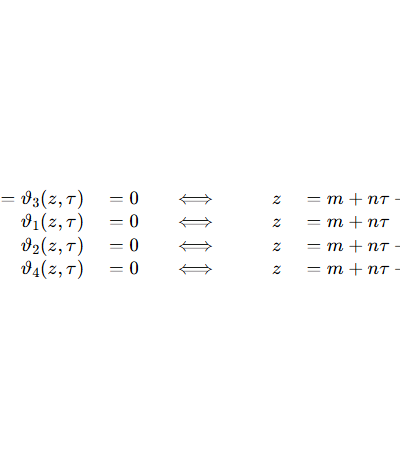 = ϑ₃(z, τ) = 0 ⟺ z = m + nτ −
ϑ₁(z, τ) = 0 ⟺ z = m + nτ
ϑ₂(z, τ) = 0 ⟺ z = m + nτ −
ϑ₄(z, τ) = 0 ⟺ z = m + nτ −